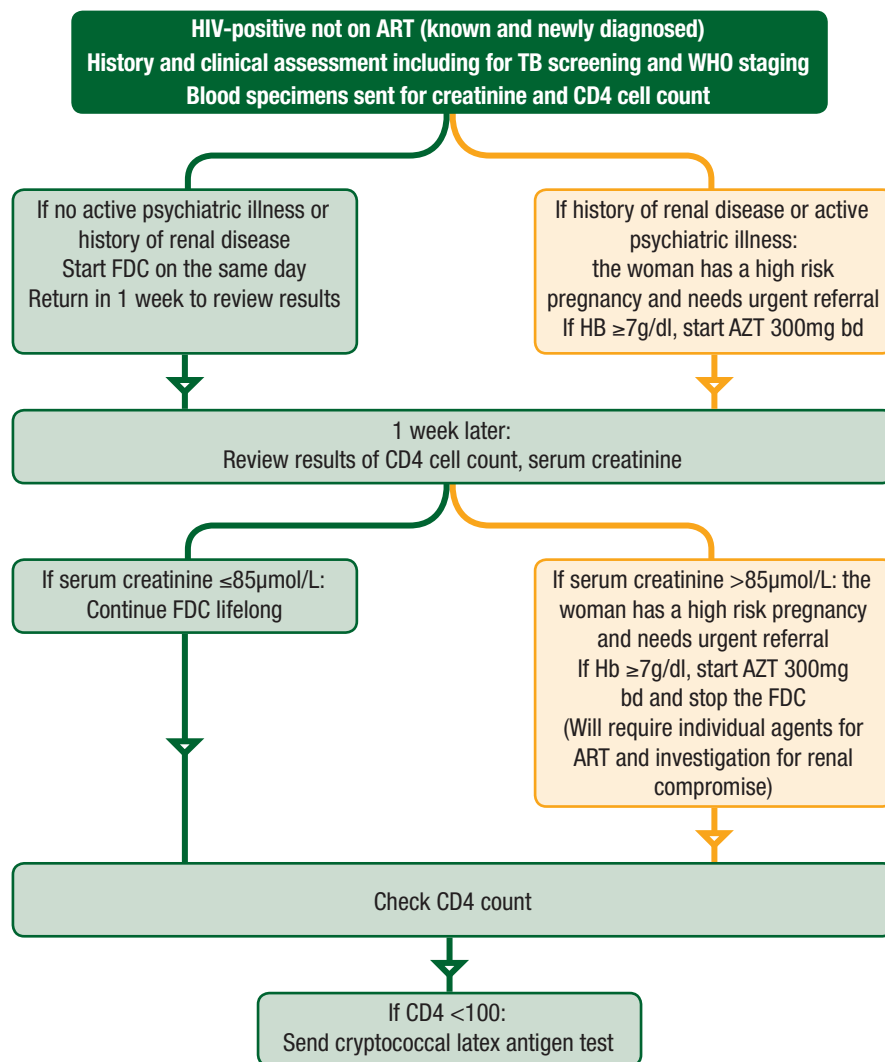 HIV-positive not on ART (known and newly diagnosed)
History and clinical assessment including for TB screening and WHO staging
Blood specimens sent for creatinine and CD4 cell count
If no active psychiatric illness or
history of renal disease
Start FDC on the same day
Return in 1 week to review results
If history of renal disease or active
psychiatric illness:
the woman has a high risk
pregnancy and needs urgent referral
If HB ≥7g/dl, start AZT 300mg bd
1 week later:
Review results of CD4 cell count, serum creatinine
If serum creatinine ≤85μmol/L:
Continue FDC lifelong
If serum creatinine >85μmol/L: the
woman has a high risk pregnancy
and needs urgent referral
If Hb ≥7g/dl, start AZT 300mg
bd and stop the FDC
(Will require individual agents for
ART and investigation for renal
compromise)
Check CD4 count
If CD4 <100:
Send cryptococcal latex antigen test